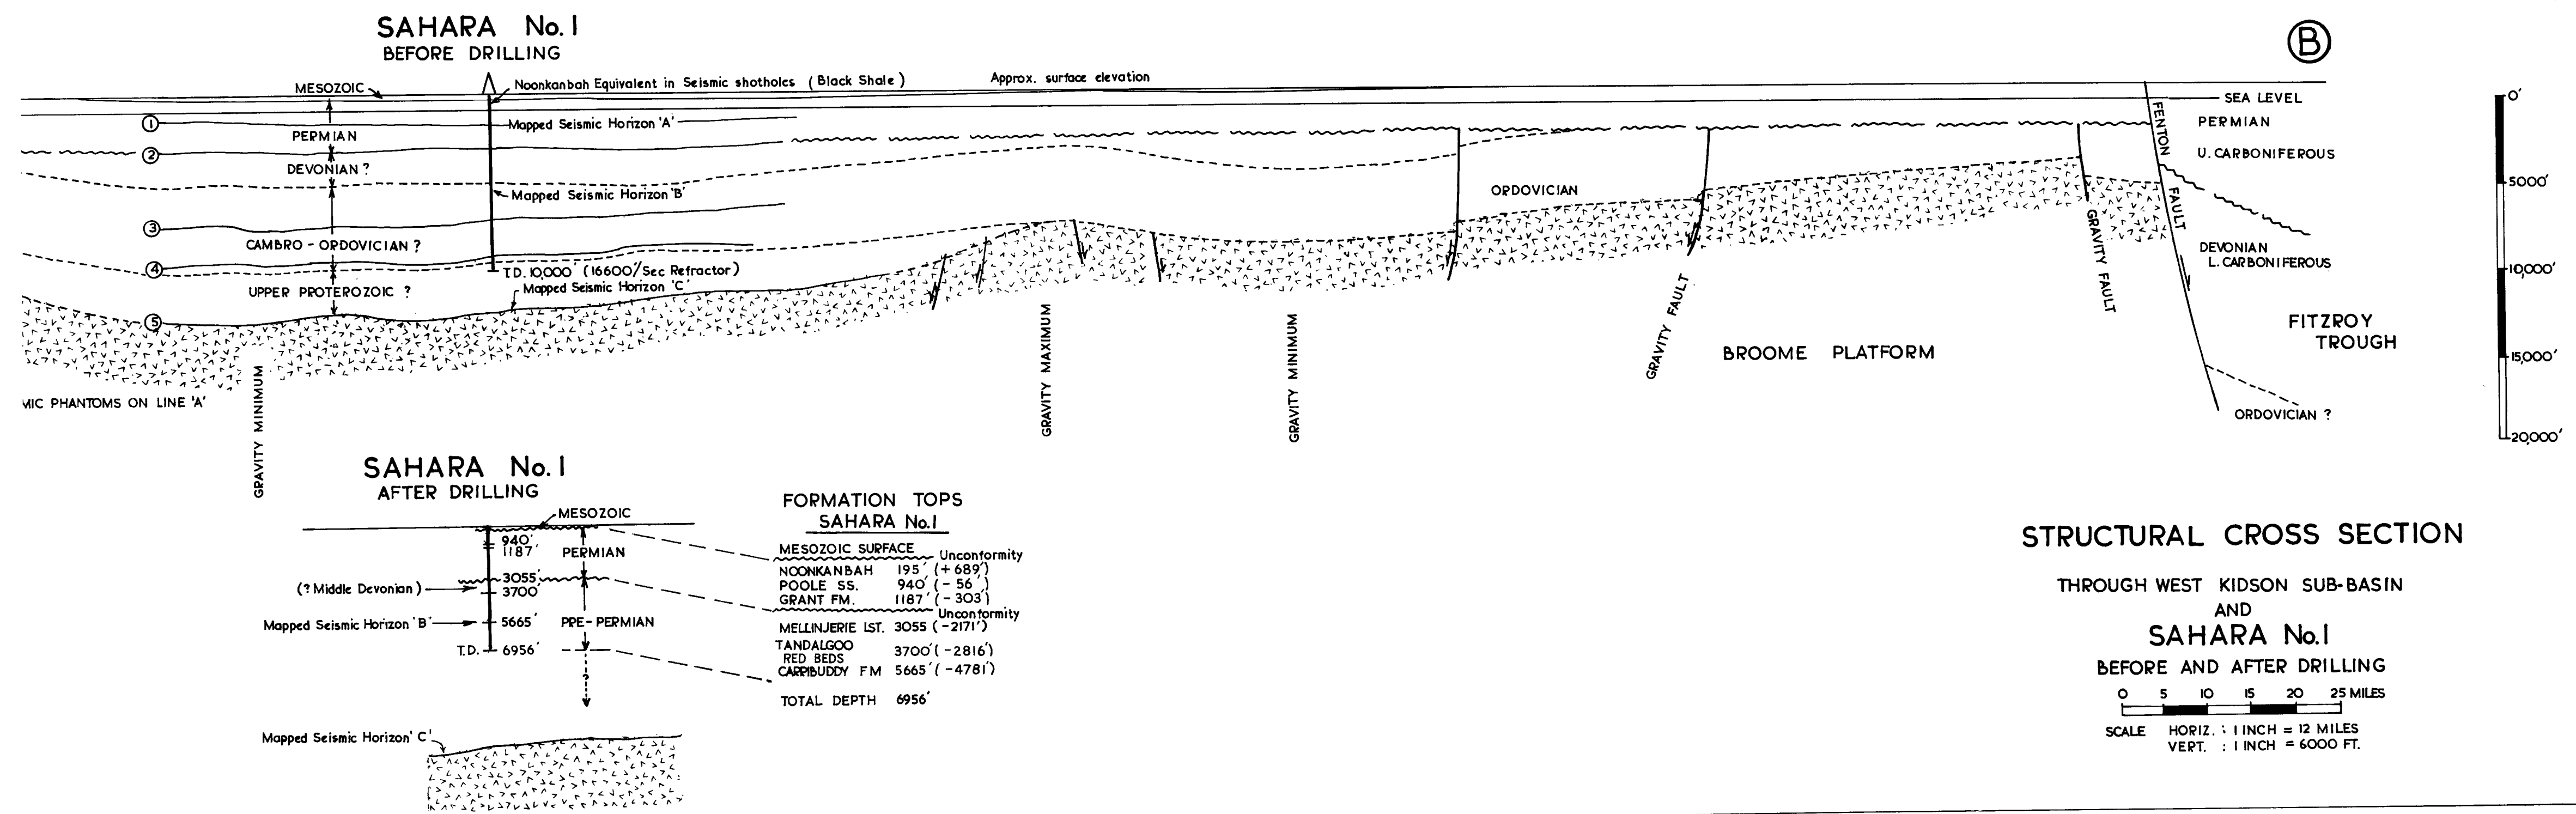 SAHARA No. 1
BEFORE DRILLING
B
MESOZOIC
Noonkanbah Equivalent in Seismic shotholes (Black Shale)
Approx. surface elevation
SEA LEVEL
0'
1
Mapped Seismic Horizon 'A'
PERMIAN
PERMIAN
2
DEVONIAN ?
U. CARBONIFEROUS
5000'
Mapped Seismic Horizon 'B'
ORDOVICIAN
3
CAMBRO - ORDOVICIAN ?
FENTON
FAULT
4
T.D. 10,000' (16600'/Sec Refractor)
Mapped Seismic Horizon 'C'
DEVONIAN
L. CARBONIFEROUS
10,000'
UPPER PROTEROZOIC ?
5
GRAVITY FAULT
GRAVITY FAULT
FITZROY
TROUGH
BROOME PLATFORM
15,000'
MIC PHANTOMS ON LINE 'A'
GRAVITY MINIMUM
GRAVITY MAXIMUM
GRAVITY MINIMUM
ORDOVICIAN ?
20,000'
SAHARA No. 1
AFTER DRILLING
MESOZOIC
940'
1187'
PERMIAN
3055'
(? Middle Devonian)
3700'
Mapped Seismic Horizon 'B'
5665'
PRE-PERMIAN
T.D.
6956'
?
Mapped Seismic Horizon 'C'
FORMATION TOPS
SAHARA No. 1
MESOZOIC SURFACE
Unconformity
NOONKANBAH 195' (+689')
POOLE SS. 940' (-56')
GRANT FM. 1187' (-303')
Unconformity
MELLINJERIE LST. 3055 (-2171')
TANDALGOO
RED BEDS 3700' (-2816')
CARRIBUDDY FM 5665' (-4781')
TOTAL DEPTH 6956'
STRUCTURAL CROSS SECTION
THROUGH WEST KIDSON SUB-BASIN
AND
SAHARA No. 1
BEFORE AND AFTER DRILLING
0 5 10 15 20 25 MILES
SCALE HORIZ. : 1 INCH = 12 MILES
VERT. : 1 INCH = 6000 FT.